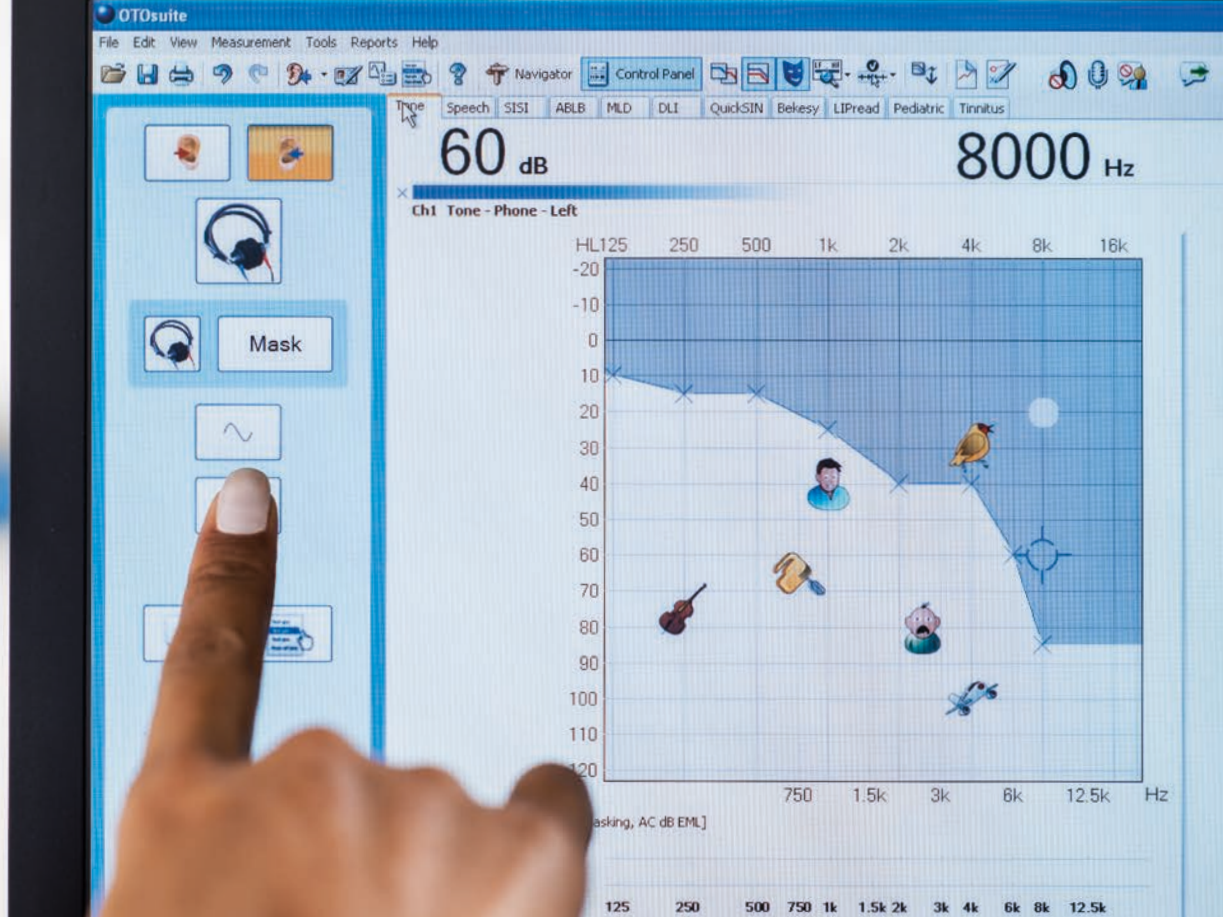 OTOsuite
File Edit View Measurement Tools Reports Help
Navigator Control Panel
Tone Speech SISI ABLB MLD DLI QuickSIN Bekesy LIPread Pediatric Tinnitus
60 dB 8000 Hz
Ch1 Tone - Phone - Left
HL 125 250 500 1k 2k 4k 8k 16k
-20
-10
0
10
20
30
Mask
40
50
60
70
80
90
100
110
20
750 1.5k 3k 6k 12.5k Hz
asking, AC dB EML]
125 250 500 750 1k 1.5k 2k 3k 4k 6k 8k 12.5k